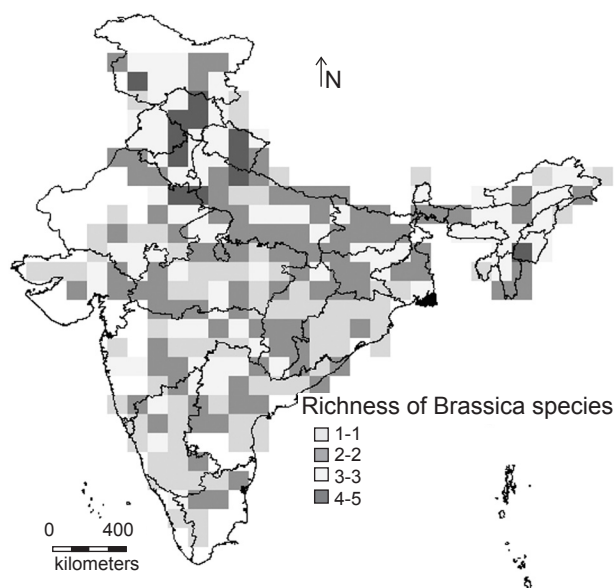 N
Richness of Brassica species
1-1
2-2
3-3
4-5
0 400
kilometers